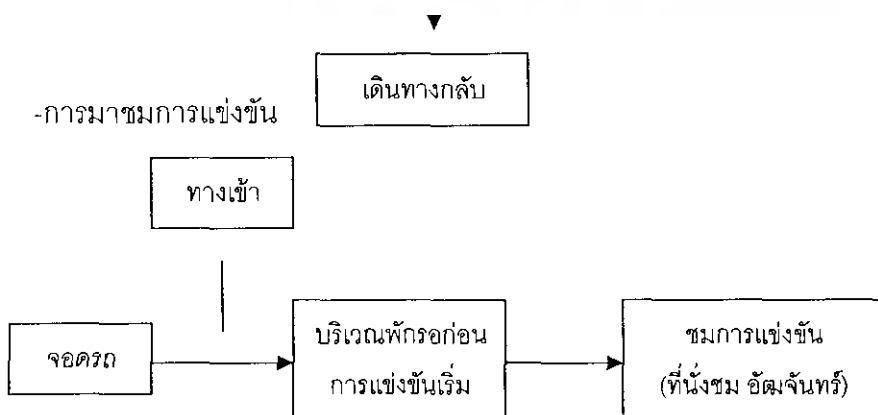 เดินทางกลับ
-การมาชมการแข่งขัน
ทางเข้า
จอดรถ
บริเวณพักรอก่อน
การแข่งขันเริ่ม
ชมการแข่งขัน
(ที่นั่งชม อัฒจันทร์)